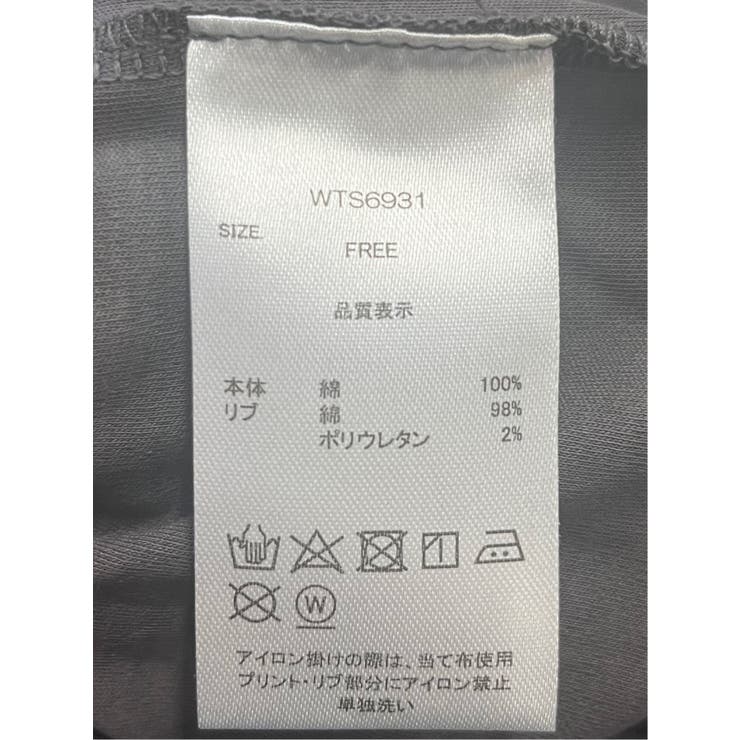 WTS6931
SIZE
FREE
品質表示
本体 綿 100%
リブ 綿 98%
ポリウレタン 2%
W
アイロン掛けの際は、当て布使用
プリント・リブ部分にアイロン禁止
単独洗い